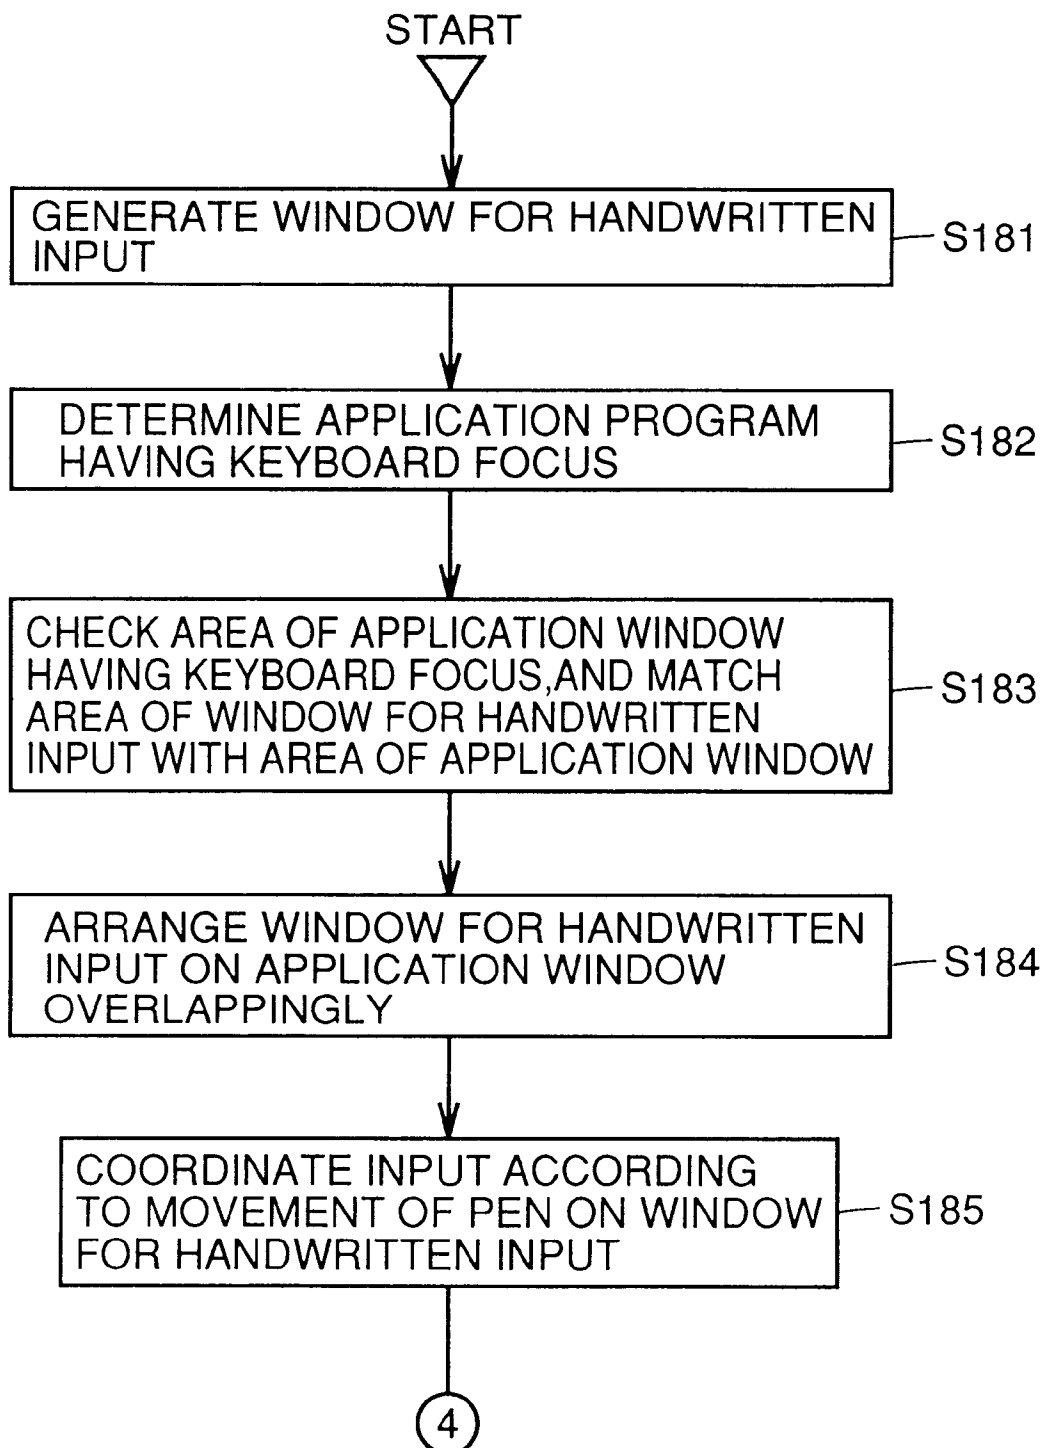 START
GENERATE WINDOW FOR HANDWRITTEN
INPUT
S181
DETERMINE APPLICATION PROGRAM
HAVING KEYBOARD FOCUS
S182
CHECK AREA OF APPLICATION WINDOW
HAVING KEYBOARD FOCUS,AND MATCH
AREA OF WINDOW FOR HANDWRITTEN
INPUT WITH AREA OF APPLICATION WINDOW
S183
ARRANGE WINDOW FOR HANDWRITTEN
INPUT ON APPLICATION WINDOW
OVERLAPPINGLY
S184
COORDINATE INPUT ACCORDING
TO MOVEMENT OF PEN ON WINDOW
FOR HANDWRITTEN INPUT
S185
4